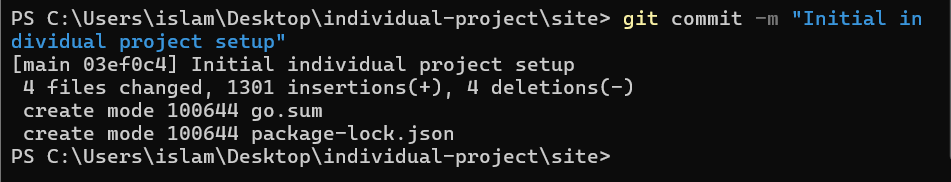 PS C:\Users\islam\Desktop\individual-project\site> git commit -m "Initial in
dividual project setup"
[main 03ef0c4] Initial individual project setup
 4 files changed, 1301 insertions(+), 4 deletions(-)
 create mode 100644 go.sum
 create mode 100644 package-lock.json
PS C:\Users\islam\Desktop\individual-project\site>